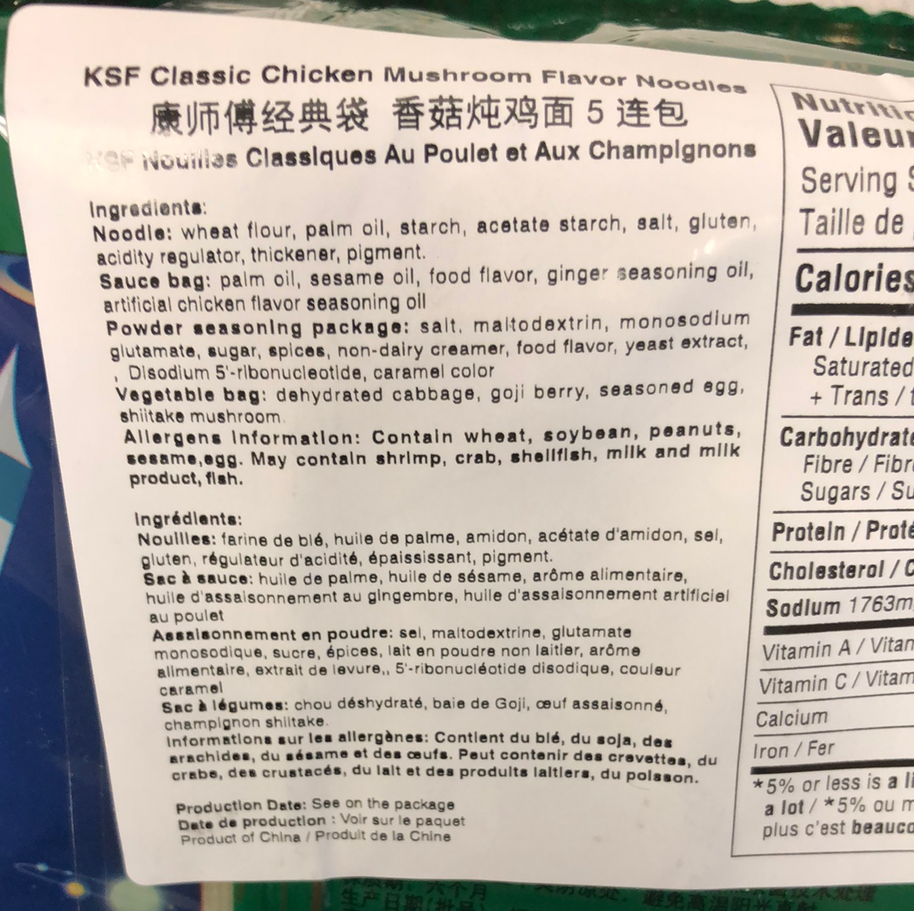 KSF Classic Chicken Mushroom Flavor Noodles
康师傅经典袋 香菇炖鸡面 5 连包
KSF Nouilles Classiques Au Poulet et Aux Champignons
Ingredients:
Noodle: wheat flour, palm oil, starch, acetate starch, salt, gluten,
acidity regulator, thickener, pigment.
Sauce bag: palm oil, sesame oil, food flavor, ginger seasoning oil,
artificial chicken flavor seasoning oil
Powder seasoning package: salt, maltodextrin, monosodium
glutamate, sugar, spices, non-dairy creamer, food flavor, yeast extract,
, Disodium 5'-ribonucleotide, caramel color
Vegetable bag: dehydrated cabbage, goji berry, seasoned egg,
shiitake mushroom.
Allergens Information: Contain wheat, soybean, peanuts,
sesame,egg. May contain shrimp, crab, shellfish, milk and milk
product, fish.
Ingrédients:
Nouilles: farine de blé, huile de palme, amidon, acétate d'amidon, sel,
gluten, régulateur d'acidité, épaississant, pigment.
Sac à sauce: huile de palme, huile de sésame, arôme alimentaire,
huile d'assaisonnement au gingembre, huile d'assaisonnement artificiel
au poulet
Assaisonnement en poudre: sel, maltodextrine, glutamate
monosodique, sucre, épices, lait en poudre non laitier, arôme
alimentaire, extrait de levure,, 5'-ribonucléotide disodique, couleur
caramel
Sac à légumes: chou déshydraté, baie de Goji, œuf assaisonné,
champignon shiitake.
Informations sur les allergènes: Contient du blé, du soja, des
arachides, du sésame et des œufs. Peut contenir des crevettes, du
crabe, des crustacés, du lait et des produits laitiers, du poisson.
Production Date: See on the package
Date de production : Voir sur le paquet
Product of China / Produit de la Chine
Nutritio
Valeur
Serving S
Taille de
Calories
Fat / Lipide
Saturated
+ Trans / t
Carbohydrate
Fibre / Fibr
Sugars / Su
Protein / Proté
Cholesterol / C
Sodium 1763m
Vitamin A / Vitam
Vitamin C / Vitam
Calcium
Iron / Fer
*5% or less is a li
a lot / *5% ou m
plus c'est beauco
六个月
生产日期